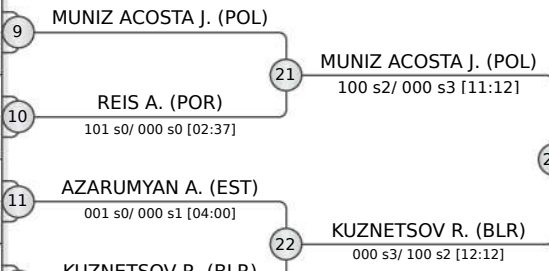 MUNIZ ACOSTA J. (POL)
9
21
MUNIZ ACOSTA J. (POL)
100 s2/ 000 s3 [11:12]
REIS A. (POR)
10
101 s0/ 000 s0 [02:37]
AZARUMYAN A. (EST)
11
001 s0/ 000 s1 [04:00]
22
KUZNETSOV R. (BLR)
000 s3/ 100 s2 [12:12]
KUZNETSOV R. (BLR)